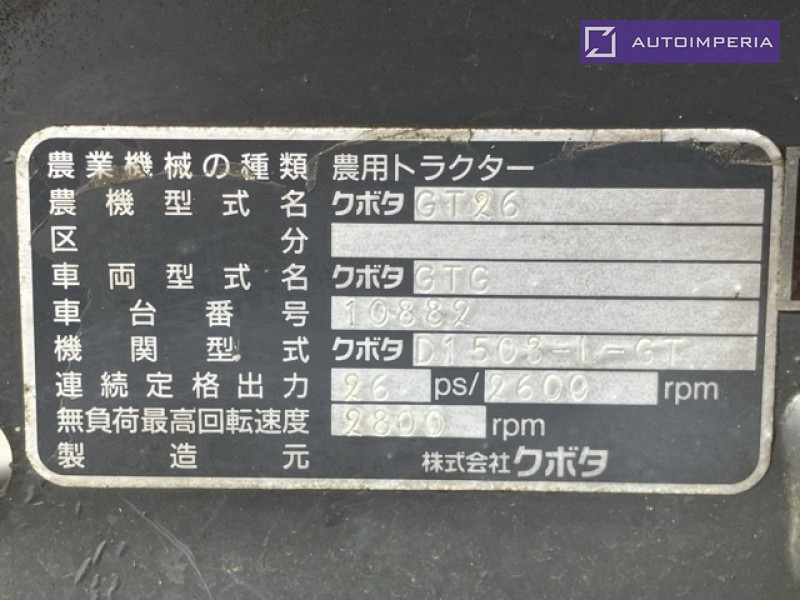 AUTOIMPERIA
農業機械の種類 農用トラクター
農機型式名 クボタ GT26
区分
車両型式名 クボタ GTG
車台番号 10882
機関型式 クボタ D1503-L-GT
連続定格出力 26 ps/2600 rpm
無負荷最高回転速度 2800 rpm
製造元 株式会社クボタ